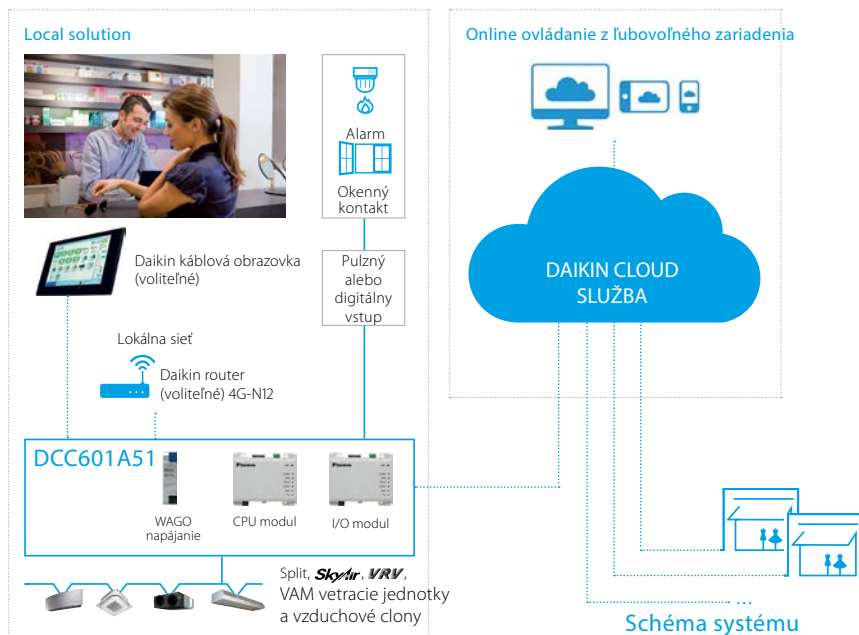 Local solution
Online ovládanie z ľubovoľného zariadenia
Alarm
Okenný
kontakt
Daikin káblová obrazovka
(voliteľné)
Pulzný
alebo
digitálny
vstup
DAIKIN CLOUD
SLUŽBA
Lokálna sieť
Daikin router
(voliteľné) 4G-N12
DCC601A51
WAGO
napájanie
CPU modul
I/O modul
Split, SkyAir, VRV,
VAM vetracie jednotky
a vzduchové clony
...
Schéma systému